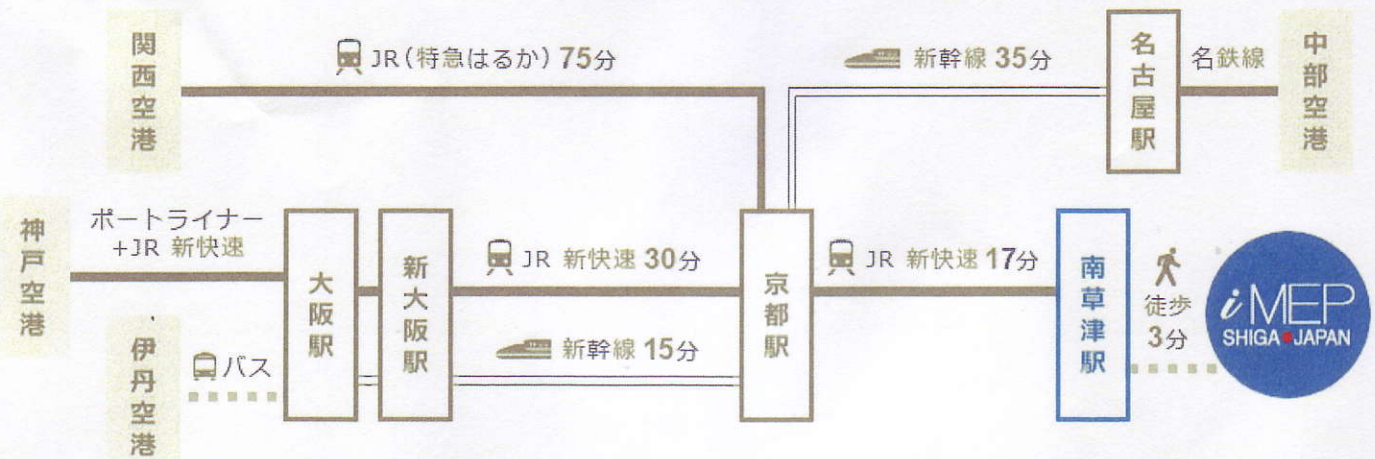 関西空港
JR(特急はるか) 75分
新幹線 35分
名古屋駅
名鉄線
中部空港
神戸空港
ポートライナー
+JR 新快速
大阪駅
新大阪駅
JR 新快速 30分
京都駅
JR 新快速 17分
南草津駅
徒歩
3分
iMEP
SHIGA JAPAN
伊丹空港
バス
新幹線 15分